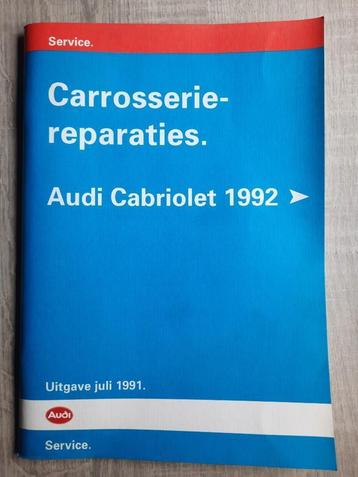 Service.
Carrosserie-
reparaties.
Audi Cabriolet 1992 ➤
Uitgave juli 1991.
Audi
Service.